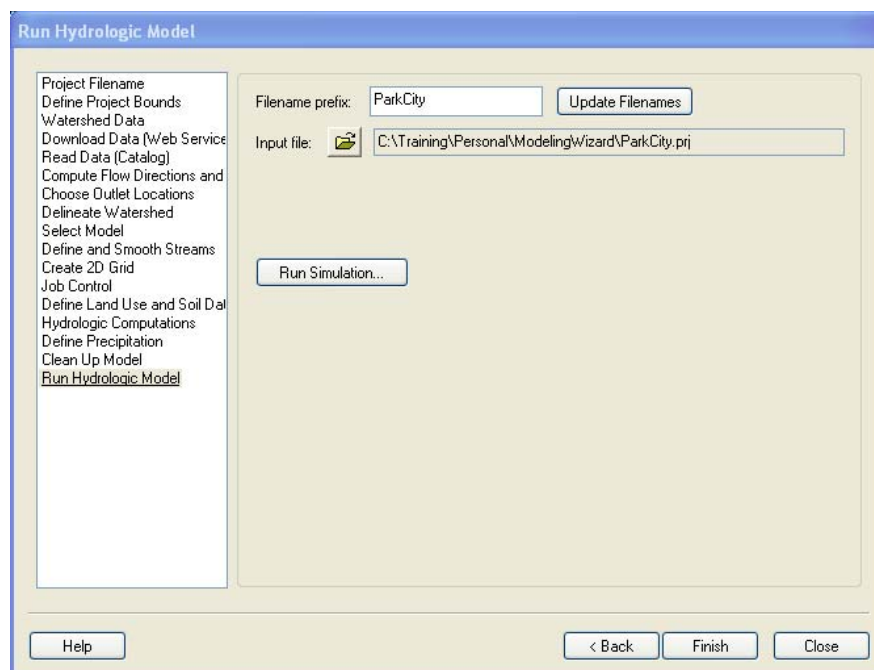 Run Hydrologic Model
Project Filename
Define Project Bounds
Watershed Data
Download Data (Web Service
Read Data (Catalog)
Compute Flow Directions and
Choose Outlet Locations
Delineate Watershed
Select Model
Define and Smooth Streams
Create 2D Grid
Job Control
Define Land Use and Soil Dat
Hydrologic Computations
Define Precipitation
Clean Up Model
Run Hydrologic Model
Filename prefix: ParkCity Update Filenames
Input file: C:\Training\Personal\ModelingWizard\ParkCity.prj
Run Simulation...
Help < Back Finish Close